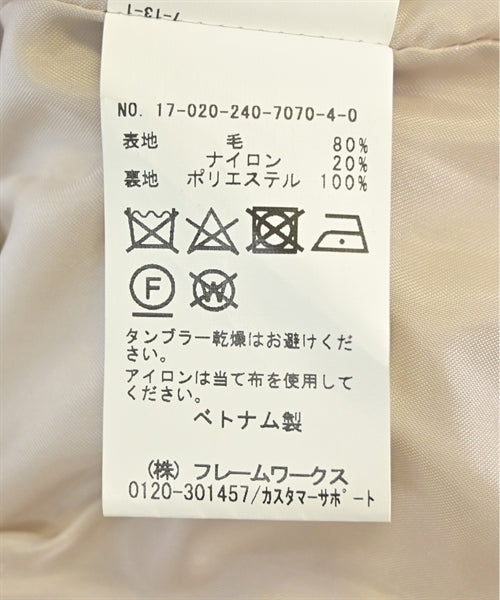 7-13-1
NO. 17-020-240-7070-4-0
表地 毛 80%
ナイロン 20%
裏地 ポリエステル 100%
F W
タンブラー乾燥はお避けくだ
さい。
アイロンは当て布を使用して
ください。
ベトナム製
(株) フレームワークス
0120-301457/カスタマーサポート